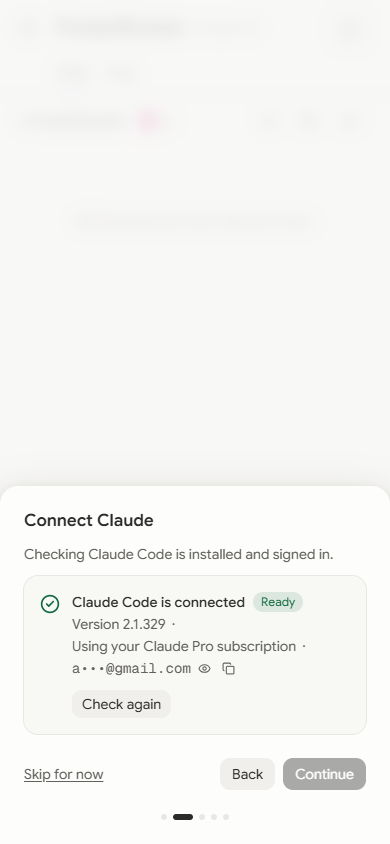 Connect Claude
Checking Claude Code is installed and signed in.
Claude Code is connected Ready
Version 2.1.329 ·
Using your Claude Pro subscription ·
a•••@gmail.com
Check again
Skip for now Back Continue